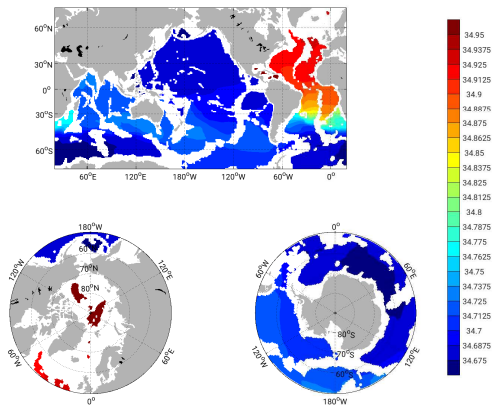 60°N
30°N
0°
30°S
60°S
60°E
120°E
180°W
120°W
60°W
0°
34.95
34.9375
34.925
34.9125
34.9
34.8875
34.875
34.8625
34.85
34.8375
34.825
34.8125
34.8
34.7875
34.775
34.7625
34.75
34.7375
34.725
34.7125
34.7
34.6875
34.675
180°W
120°W
120°E
60°N
70°N
80°N
60°W
60°E
0°
0°
60°W
60°E
80°S
70°S
60°S
120°W
120°E
180°W